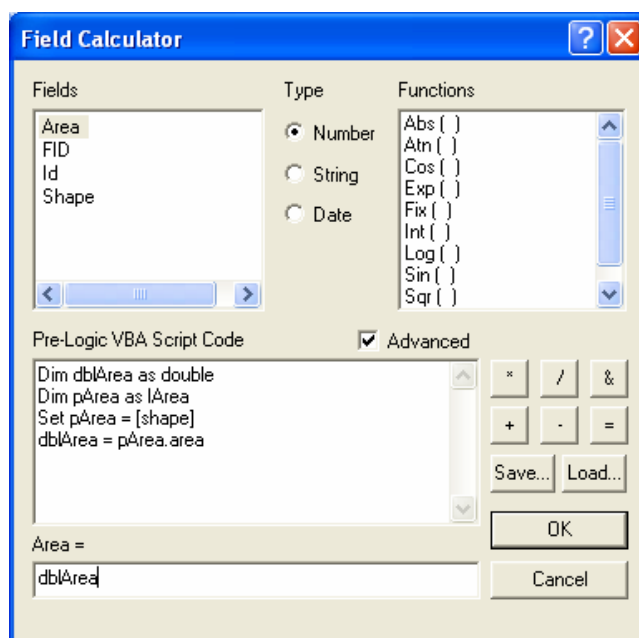 Field Calculator
Fields
Area
FID
Id
Shape
Type
Number
String
Date
Functions
Abs ( )
Atn ( )
Cos ( )
Exp ( )
Fix ( )
Int ( )
Log ( )
Sin ( )
Sqr ( )
Pre-Logic VBA Script Code
Advanced
Dim dblArea as double
Dim pArea as IArea
Set pArea = [shape]
dblArea = pArea.area
* / &
+ - =
Save... Load...
OK
Area =
dblArea
Cancel